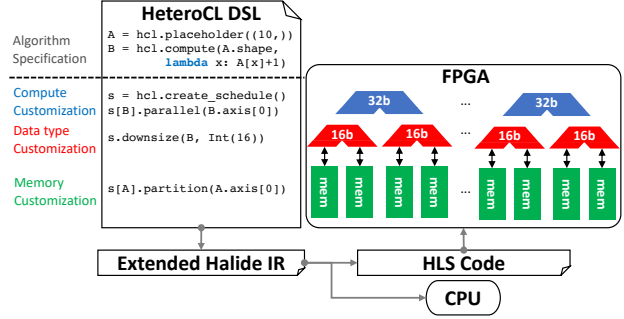 HeteroCL DSL
Algorithm
Specification
A = hcl.placeholder((10,))
B = hcl.compute(A.shape,
lambda x: A[x]+1)
Compute
Customization
s = hcl.create_schedule()
s[B].parallel(B.axis[0])
Data type
Customization
s.downsize(B, Int(16))
Memory
Customization
s[A].partition(A.axis[0])
FPGA
32b ... 32b
16b 16b ... 16b 16b
mem mem mem mem ... mem mem mem mem
Extended Halide IR
HLS Code
CPU